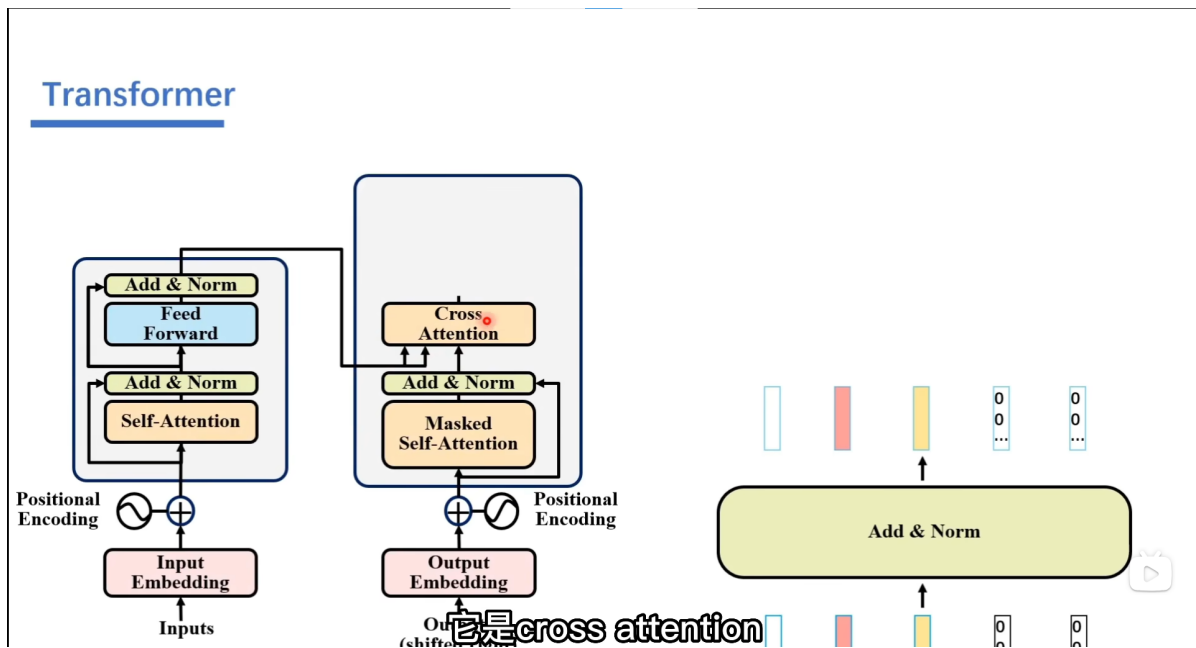 Transformer
Add & Norm
Feed
Forward
Add & Norm
Self-Attention
Positional
Encoding
Input
Embedding
Inputs
Cross
Attention
Add & Norm
Masked
Self-Attention
Positional
Encoding
Output
Embedding
0
0
...
0
0
...
Add & Norm
0
0
它是cross attention